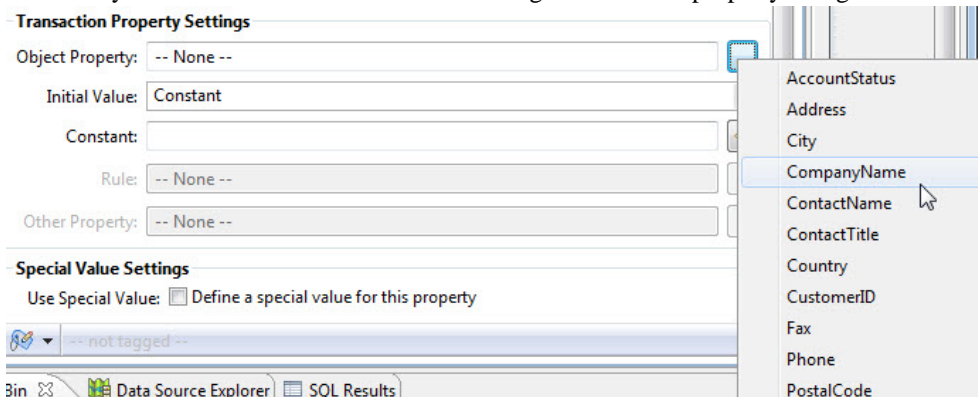 Transaction Property Settings
Object Property: -- None --
Initial Value: Constant
Constant:
Rule: -- None --
Other Property: -- None --
Special Value Settings
Use Special Value: Define a special value for this property
-- not tagged --
Bin Data Source Explorer SQL Results
AccountStatus
Address
City
CompanyName
ContactName
ContactTitle
Country
CustomerID
Fax
Phone
PostalCode